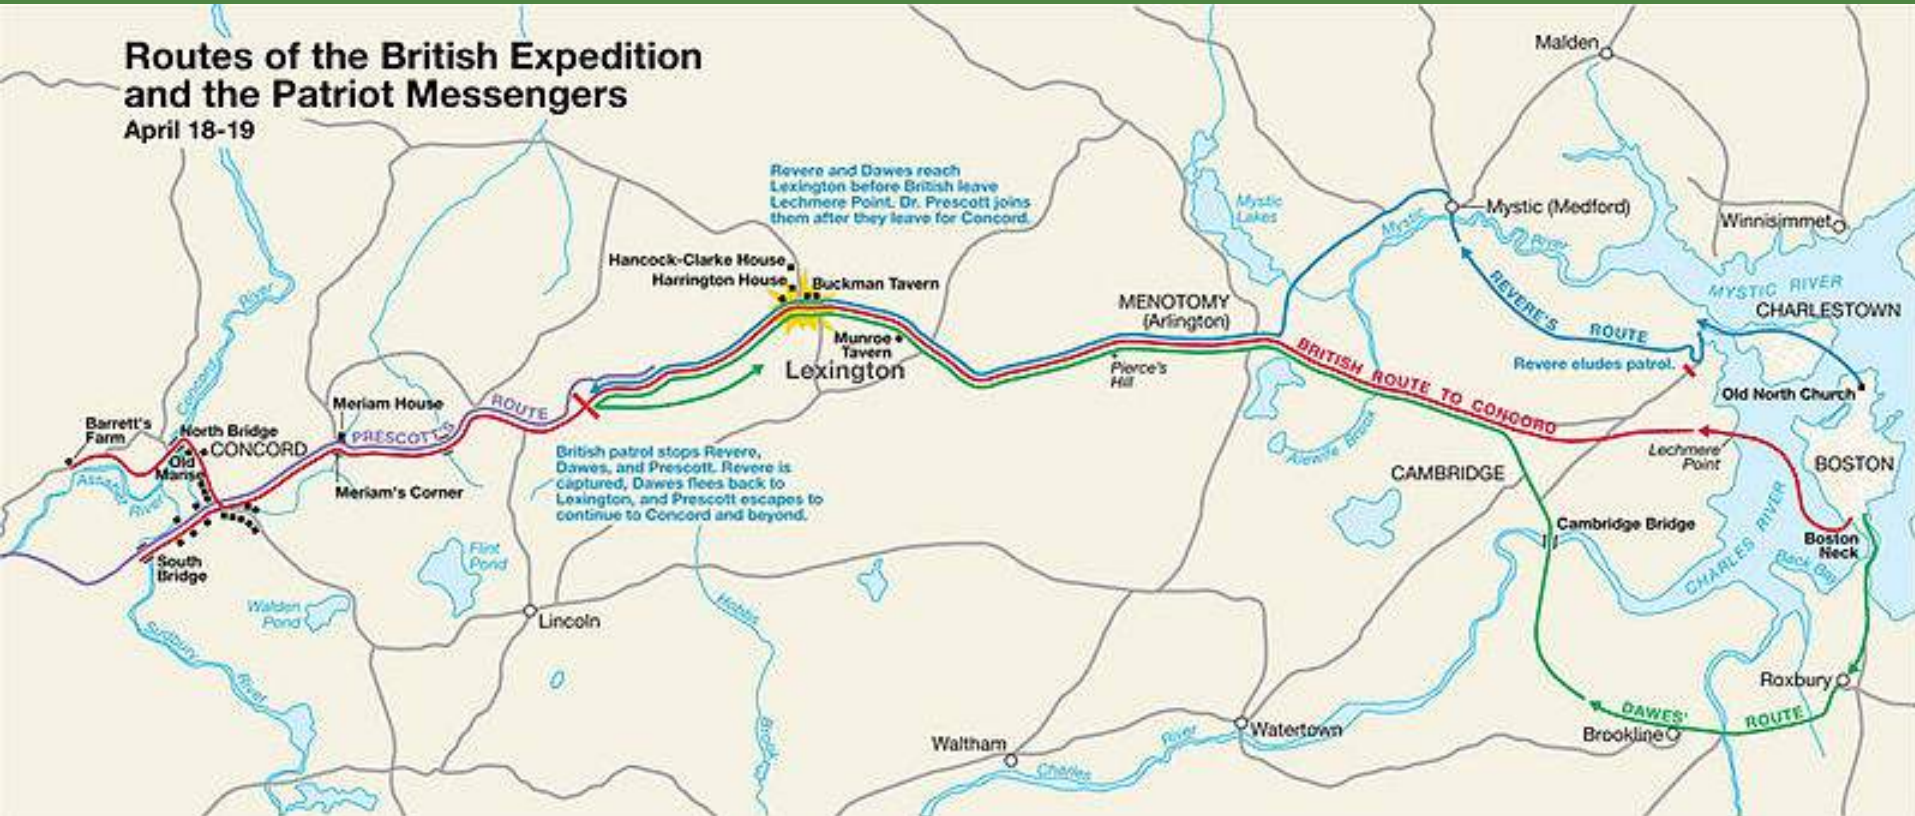 Routes of the British Expedition
and the Patriot Messengers
April 18-19
Malden
Revere and Dawes reach
Lexington before British leave
Lechmere Point. Dr. Prescott joins
them after they leave for Concord.
Mystic
Lakes
Mystic
River
Mystic (Medford)
Winnisimmet
MYSTIC RIVER
CHARLESTOWN
Hancock-Clarke House
Harrington House
Buckman Tavern
Munroe
Tavern
Lexington
MENOTOMY
(Arlington)
Pierce's
Hill
REVERE'S ROUTE
Revere eludes patrol.
Old North Church
BRITISH ROUTE TO CONCORD
Lechmere
Point
BOSTON
Alewife Brook
CAMBRIDGE
Concord River
Meriam House
PRESCOTT'S ROUTE
Barrett's
Farm
North Bridge
CONCORD
Old
Manse
River
Meriam's Corner
British patrol stops Revere,
Dawes, and Prescott. Revere is
captured, Dawes flees back to
Lexington, and Prescott escapes to
continue to Concord and beyond.
Cambridge Bridge
Boston
Neck
CHARLES RIVER
Back Bay
South
Bridge
Flint
Pond
Walden
Pond
Lincoln
Hobbs
Brook
Sudbury
River
Roxbury
DAWES' ROUTE
Brookline
Watertown
Waltham
Charles River